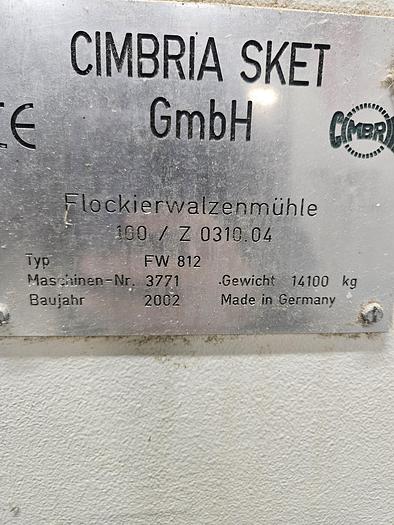 CIMBRIA SKET
GmbH
CE
CIMBRI
Flockierwalzenmühle
100 / Z 0310.04
Typ FW 812
Maschinen-Nr. 3771 Gewicht 14100 kg
Baujahr 2002 Made in Germany